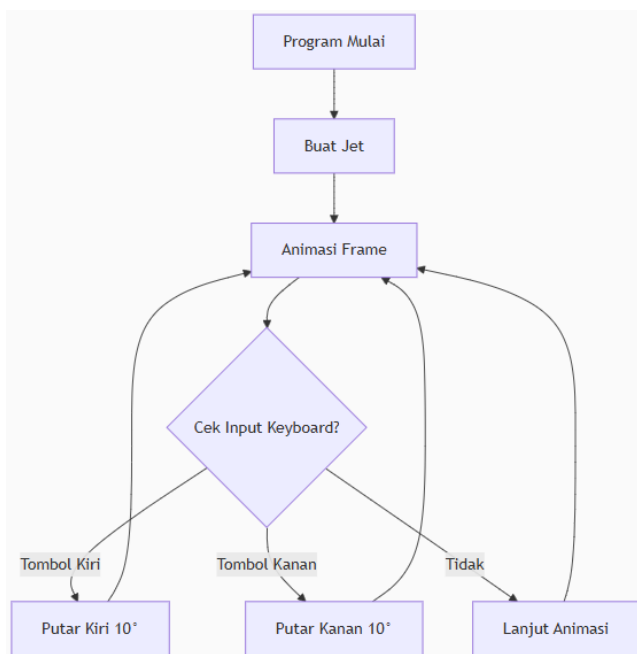 Program Mulai
Buat Jet
Animasi Frame
Cek Input Keyboard?
Tombol Kiri
Tombol Kanan
Tidak
Putar Kiri 10°
Putar Kanan 10°
Lanjut Animasi